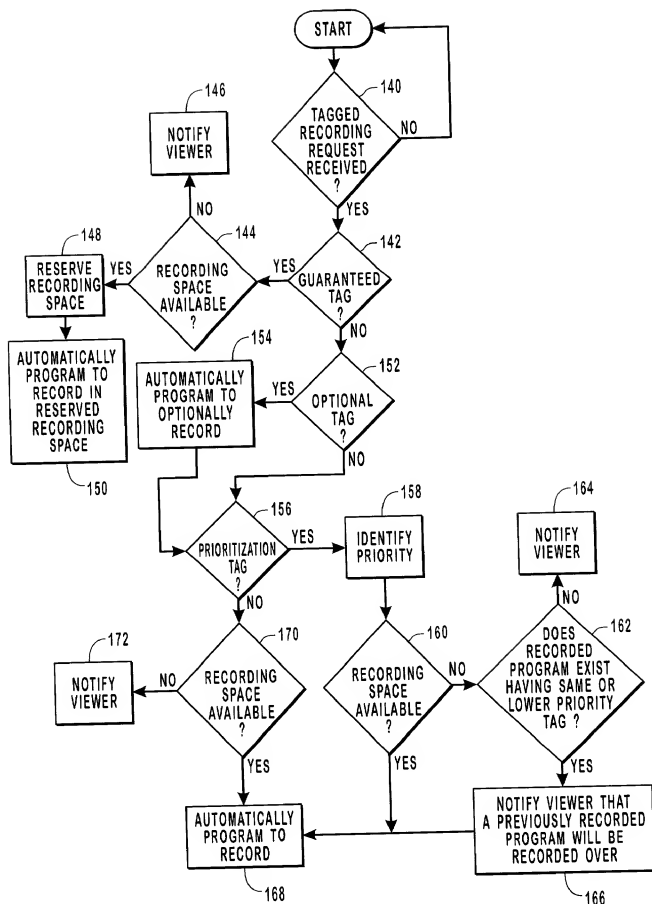 START
140
TAGGED
RECORDING
REQUEST
RECEIVED
?
NO
YES
146
NOTIFY
VIEWER
NO
148
RESERVE
RECORDING
SPACE
YES
144
RECORDING
SPACE
AVAILABLE
?
YES
142
GUARANTEED
TAG
?
NO
AUTOMATICALLY
PROGRAM TO
RECORD IN
RESERVED
RECORDING
SPACE
150
154
AUTOMATICALLY
PROGRAM TO
OPTIONALLY
RECORD
YES
152
OPTIONAL
TAG
?
NO
156
PRIORITIZATION
TAG
?
YES
NO
158
IDENTIFY
PRIORITY
164
NOTIFY
VIEWER
NO
172
NOTIFY
VIEWER
NO
170
RECORDING
SPACE
AVAILABLE
?
YES
160
RECORDING
SPACE
AVAILABLE
?
NO
YES
162
DOES
RECORDED
PROGRAM EXIST
HAVING SAME OR
LOWER PRIORITY
TAG ?
YES
AUTOMATICALLY
PROGRAM TO
RECORD
168
NOTIFY VIEWER THAT
A PREVIOUSLY RECORDED
PROGRAM WILL BE
RECORDED OVER
166